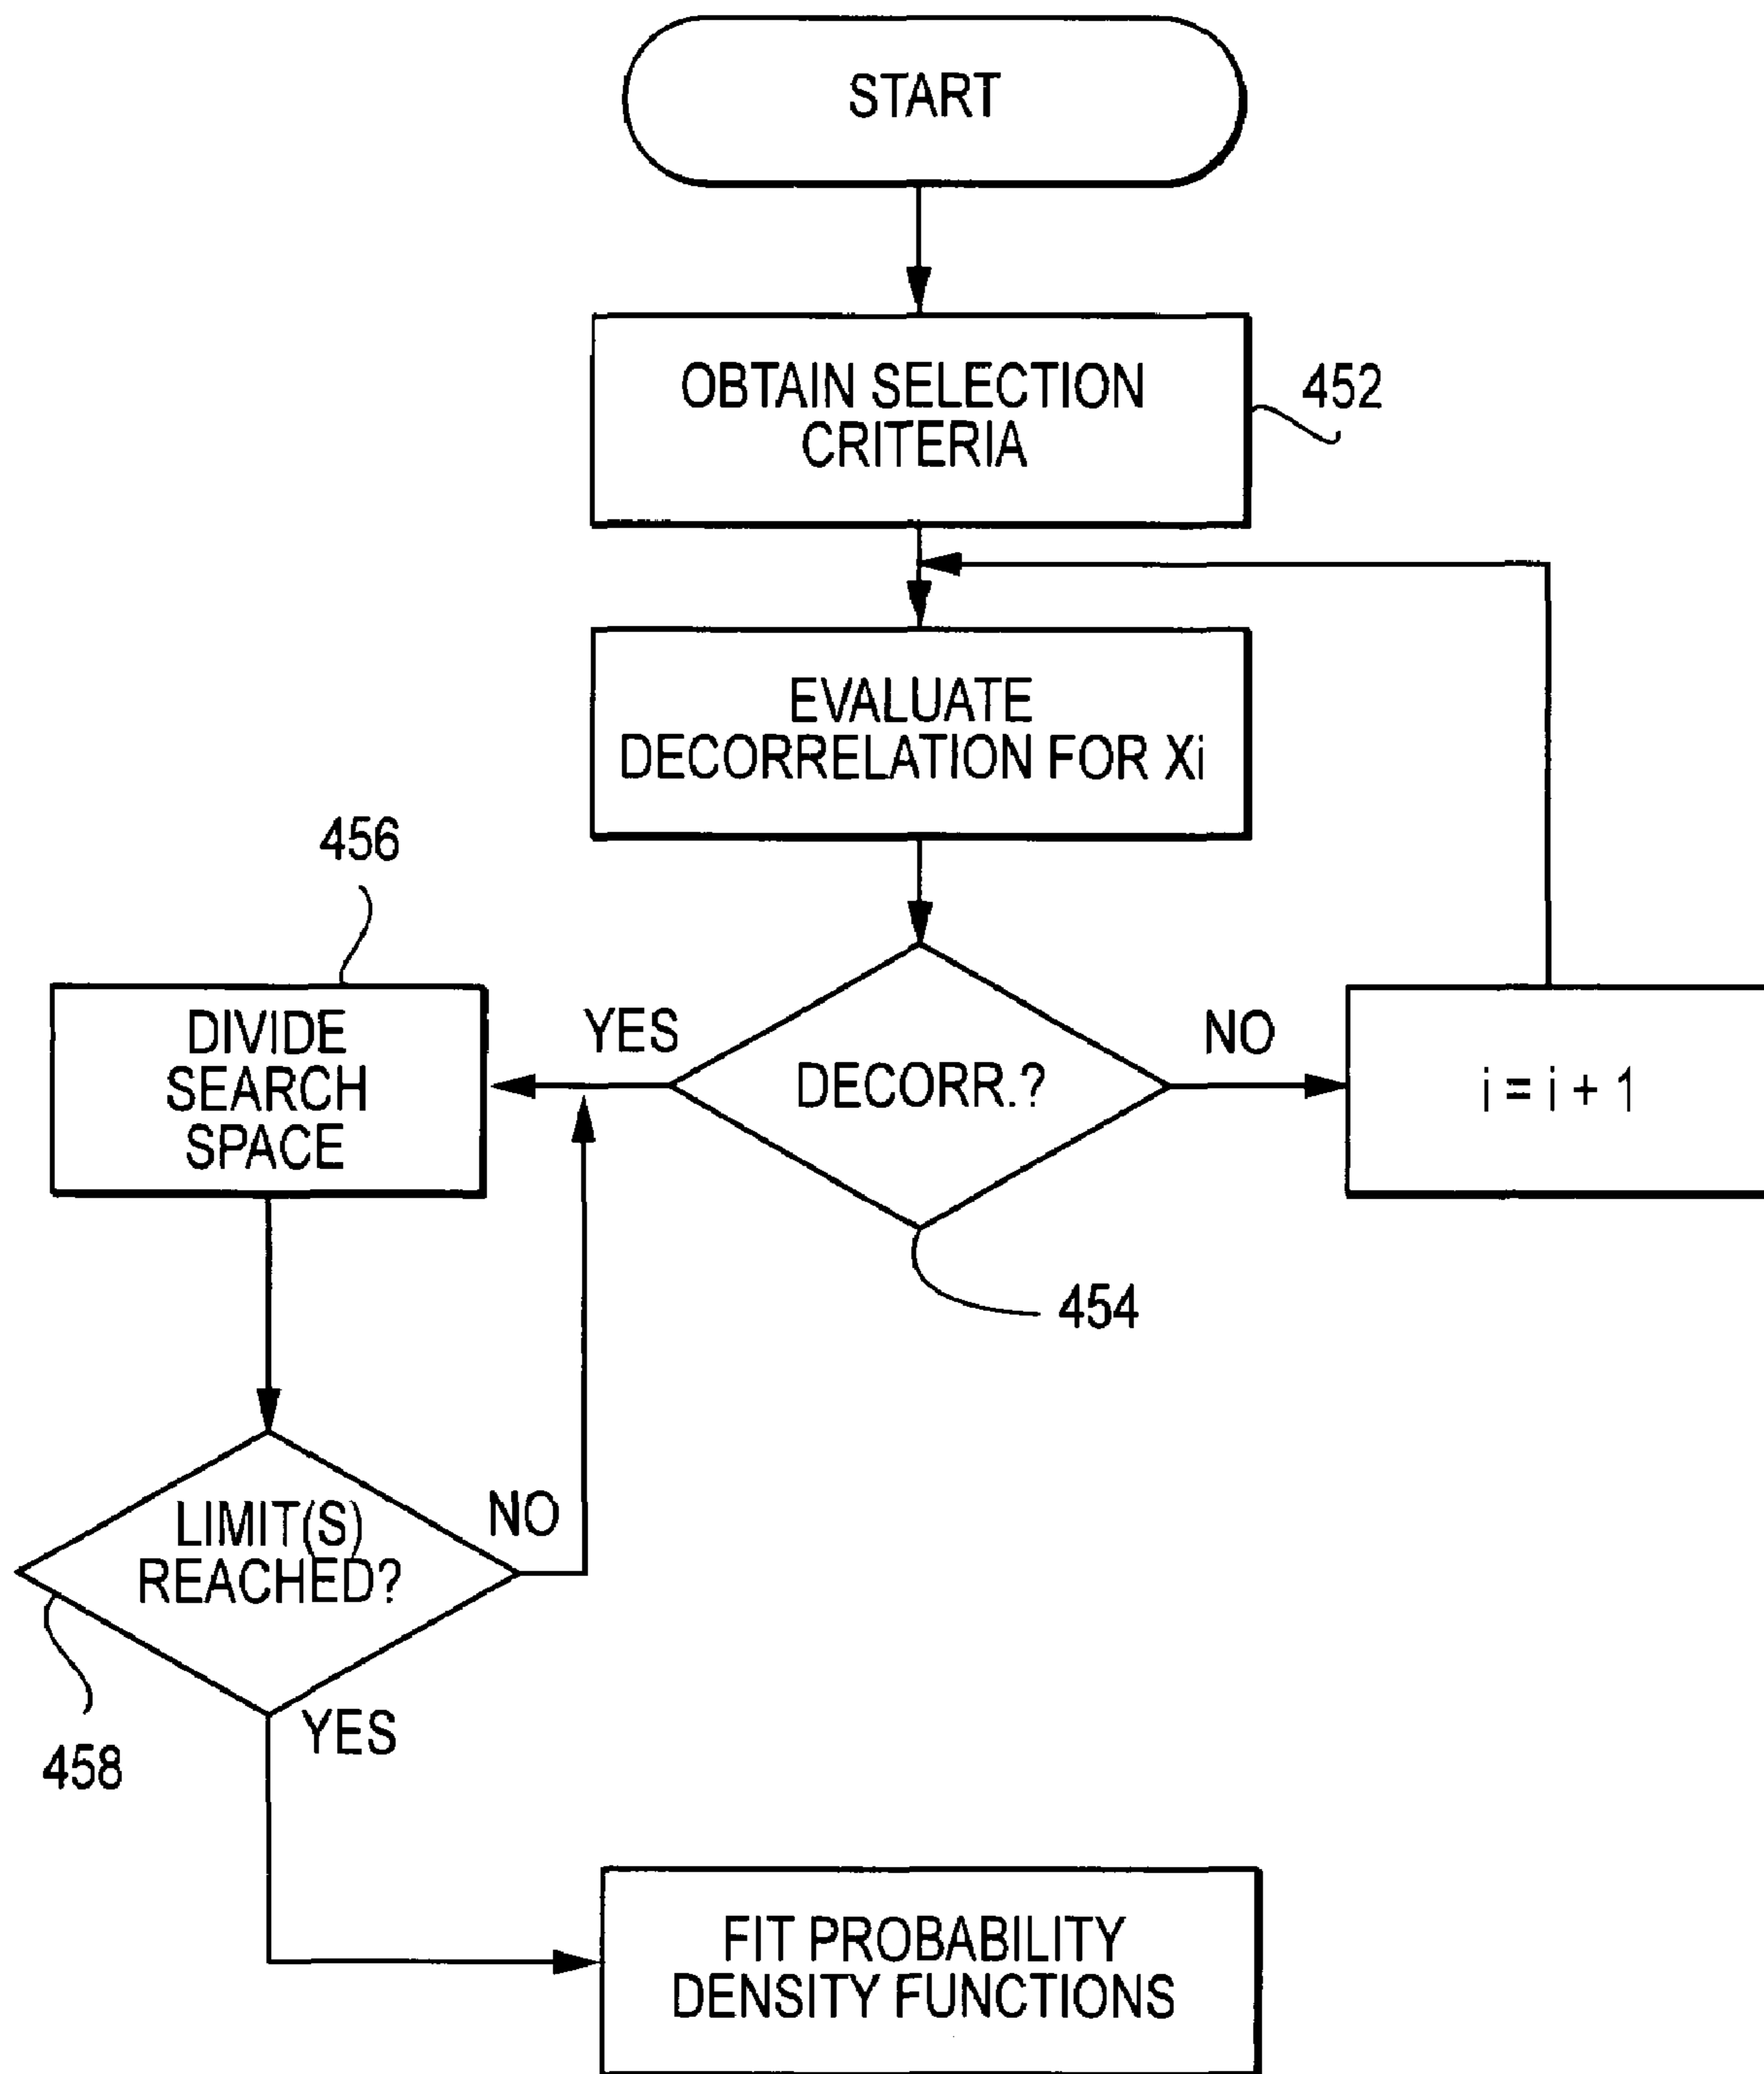 START
OBTAIN SELECTION
CRITERIA
452
EVALUATE
DECORRELATION FOR Xi
456
DIVIDE
SEARCH
SPACE
YES
DECORR.?
NO
i = i + 1
454
LIMIT(S)
REACHED?
NO
YES
458
FIT PROBABILITY
DENSITY FUNCTIONS